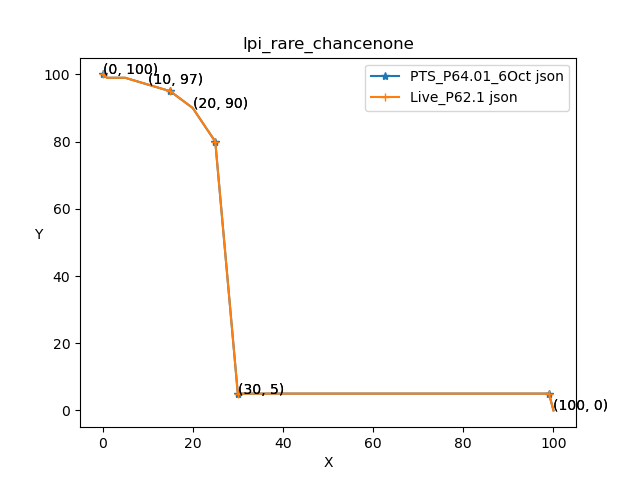 lpi_rare_chancenone
PTS_P64.01_6Oct json
Live_P62.1 json
(0, 100)
(10, 97)
(20, 90)
(30, 5)
(100, 0)
100
80
60
40
20
0
Y
0 20 40 60 80 100
X